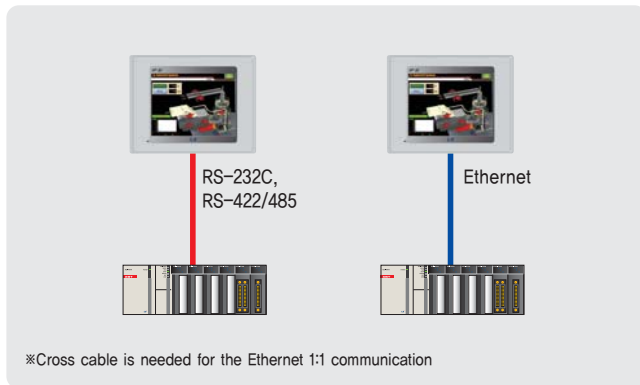 RS-232C,
RS-422/485
Ethernet
※Cross cable is needed for the Ethernet 1:1 communication